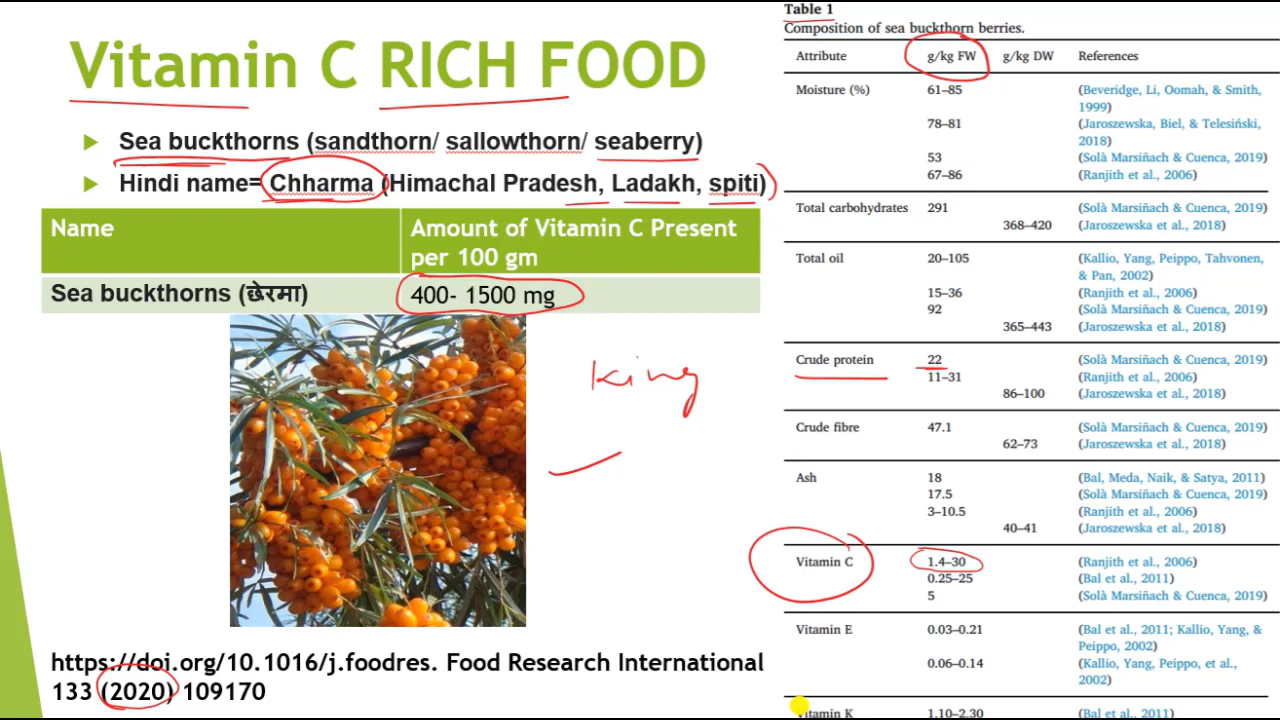 Vitamin C RICH FOOD
Sea buckthorns (sandthorn/ sallowthorn/ seaberry)
Hindi name= Chharma (Himachal Pradesh, Ladakh, spiti)
Name Amount of Vitamin C Present
per 100 gm
Sea buckthorns (छेरमा) 400- 1500 mg
King
https://doi.org/10.1016/j.foodres. Food Research International
133 (2020) 109170
Table 1
Composition of sea buckthorn berries.
Attribute g/kg FW g/kg DW References
Moisture (%) 61–85 (Beveridge, Li, Oomah, & Smith,
1999)
78–81 (Jaroszewska, Biel, & Telesiński,
2018)
53 (Solà Marsiñach & Cuenca, 2019)
67–86 (Ranjith et al., 2006)
Total carbohydrates 291 (Solà Marsiñach & Cuenca, 2019)
368–420 (Jaroszewska et al., 2018)
Total oil 20–105 (Kallio, Yang, Peippo, Tahvonen,
& Pan, 2002)
15–36 (Ranjith et al., 2006)
92 (Solà Marsiñach & Cuenca, 2019)
365–443 (Jaroszewska et al., 2018)
Crude protein 22 (Solà Marsiñach & Cuenca, 2019)
11–31 (Ranjith et al., 2006)
86–100 (Jaroszewska et al., 2018)
Crude fibre 47.1 (Solà Marsiñach & Cuenca, 2019)
62–73 (Jaroszewska et al., 2018)
Ash 18 (Bal, Meda, Naik, & Satya, 2011)
17.5 (Solà Marsiñach & Cuenca, 2019)
3–10.5 (Ranjith et al., 2006)
40–41 (Jaroszewska et al., 2018)
Vitamin C 1.4–30 (Ranjith et al., 2006)
0.25–25 (Bal et al., 2011)
5 (Solà Marsiñach & Cuenca, 2019)
Vitamin E 0.03–0.21 (Bal et al., 2011; Kallio, Yang, &
Peippo, 2002)
0.06–0.14 (Kallio, Yang, Peippo, et al.,
2002)
Vitamin K 1.10–2.30 (Bal et al., 2011)